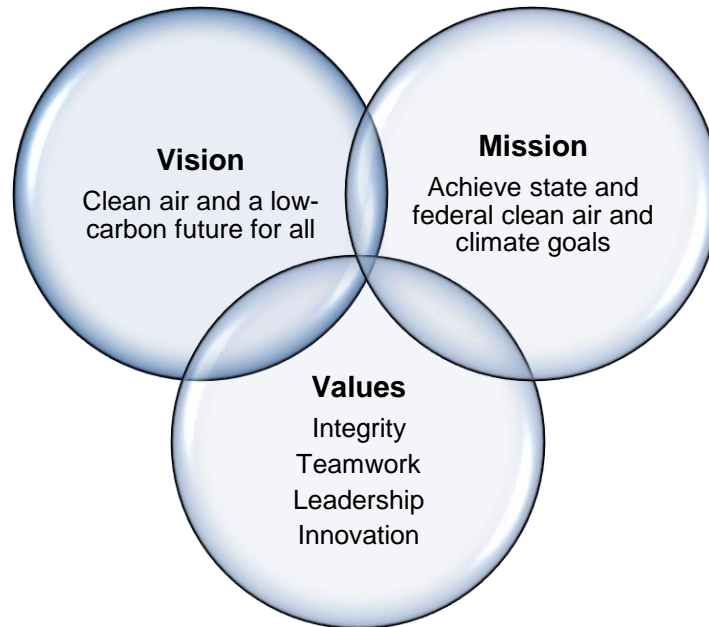 Vision
Clean air and a low-
carbon future for all
Mission
Achieve state and
federal clean air and
climate goals
Values
Integrity
Teamwork
Leadership
Innovation